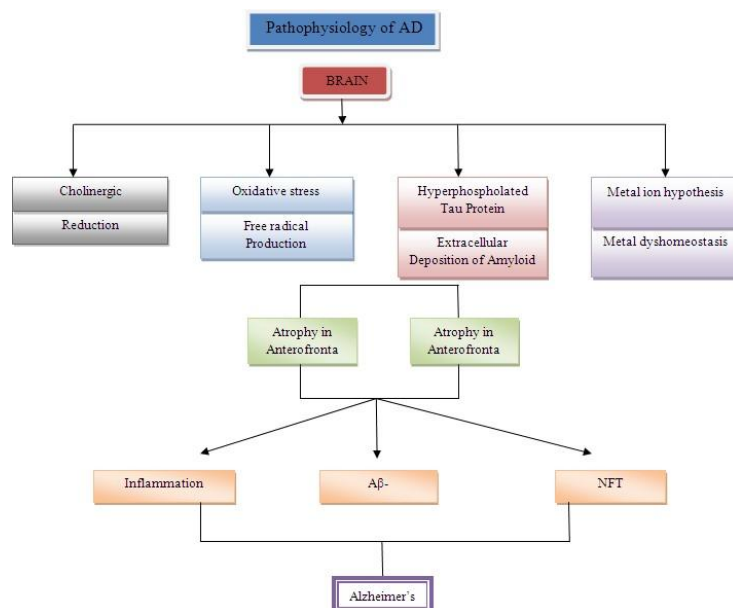 Pathophysiology of AD
BRAIN
Cholinergic
Reduction
Oxidative stress
Free radical
Production
Hyperphospholated
Tau Protein
Extracellular
Deposition of Amyloid
Metal ion hypothesis
Metal dyshomeostasis
Atrophy in
Anterofronta
Atrophy in
Anterofronta
Inflammation
Aβ-
NFT
Alzheimer's